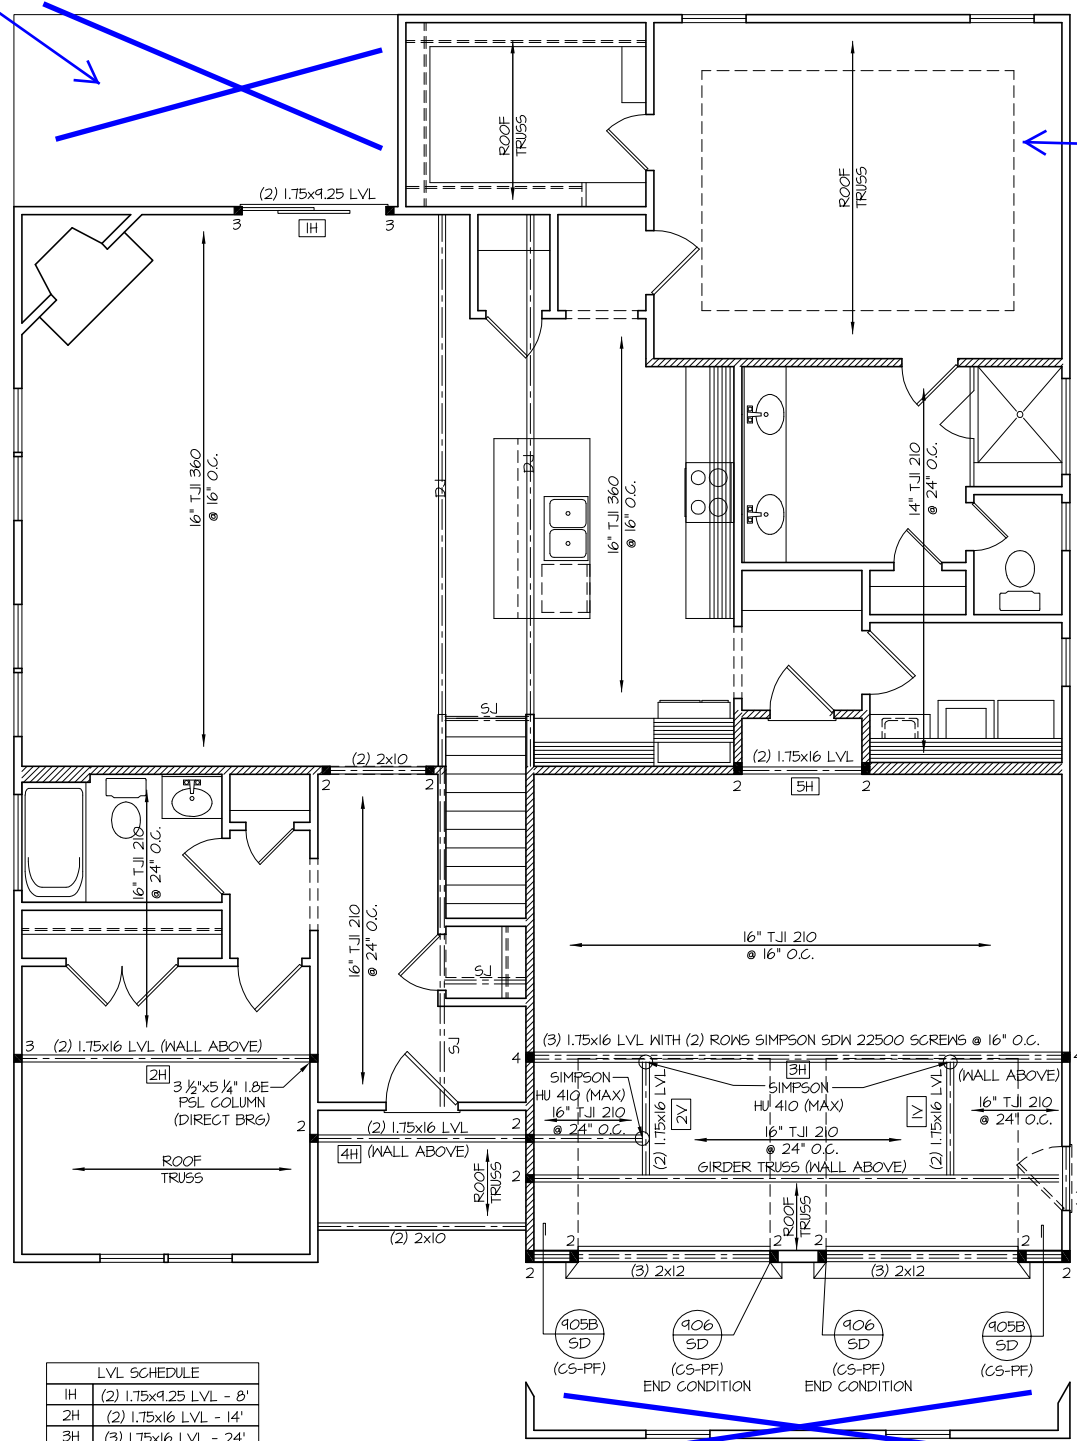 ROOF
TRUSS
ROOF
TRUSS
(2) 1.75x9.25 LVL
3
1H
3
16" TJI 360
@ 16" O.C.
DJ
DJ
16" TJI 360
@ 16" O.C.
14" TJI 210
@ 24" O.C.
SJ
(2) 2x10
2
2
(2) 1.75x16 LVL
2
5H
2
16" TJI 210
@ 24" O.C.
16" TJI 210
@ 24" O.C.
16" TJI 210
@ 16" O.C.
SJ
SJ
3
(2) 1.75x16 LVL (WALL ABOVE)
2H
3 ½"x5 ¼" 1.8E
PSL COLUMN
(DIRECT BRG)
(3) 1.75x16 LVL WITH (2) ROWS SIMPSON SDW 22500 SCREWS @ 16" O.C.
4
4
3H
(WALL ABOVE)
SIMPSON
HU 410 (MAX)
SIMPSON
HU 410 (MAX)
16" TJI 210
@ 24" O.C.
(2) 1.75x16 LVL
2V
16" TJI 210
@ 24" O.C.
(2) 1.75x16 LVL
1V
16" TJI 210
@ 24" O.C.
2
(2) 1.75x16 LVL
2
4H
(WALL ABOVE)
ROOF
TRUSS
GIRDER TRUSS (WALL ABOVE)
2
ROOF
TRUSS
ROOF
TRUSS
(2) 2x10
2
2
2
2
2
2
(3) 2x12
(3) 2x12
905B
SD
(CS-PF)
906
SD
(CS-PF)
END CONDITION
906
SD
(CS-PF)
END CONDITION
905B
SD
(CS-PF)
LVL SCHEDULE
1H (2) 1.75x9.25 LVL - 8'
2H (2) 1.75x16 LVL - 14'
3H (3) 1.75x16 LVL - 24'